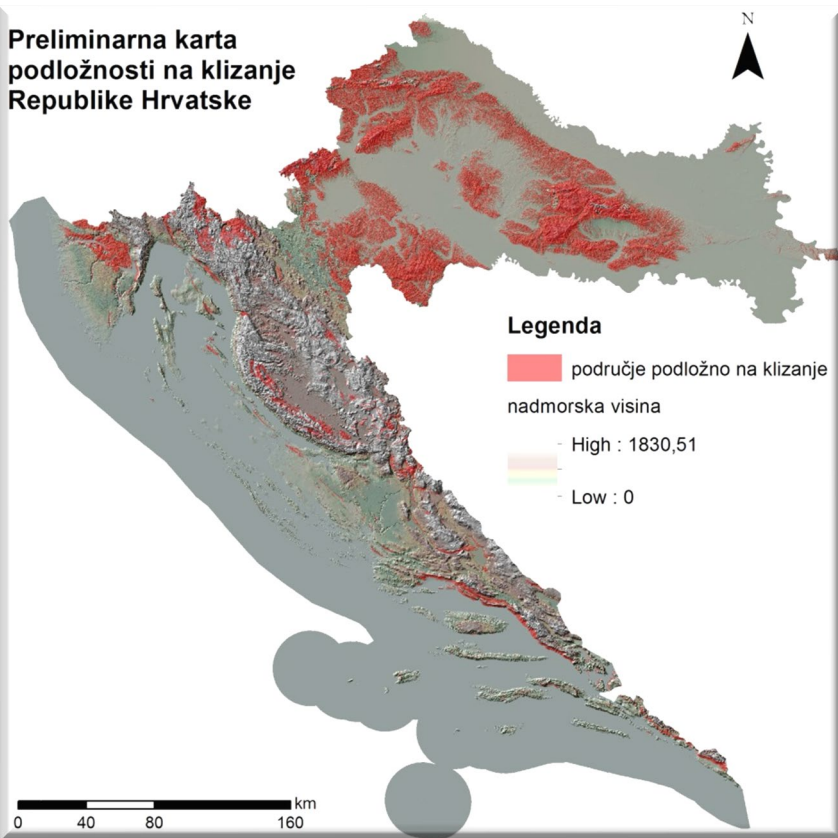 Preliminarna karta
podložnosti na klizanje
Republike Hrvatske
N
Legenda
područje podložno na klizanje
nadmorska visina
High : 1830,51
Low : 0
km
0 40 80 160